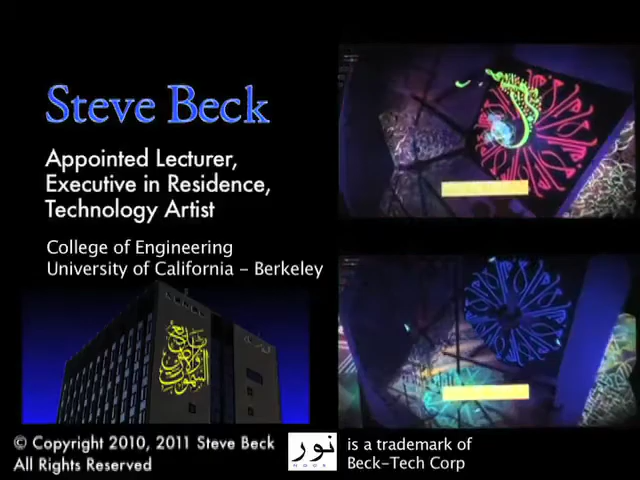 Steve Beck
Appointed Lecturer,
Executive in Residence,
Technology Artist
College of Engineering
University of California – Berkeley
© Copyright 2010, 2011 Steve Beck
All Rights Reserved
نور
NOOR
is a trademark of
Beck-Tech Corp